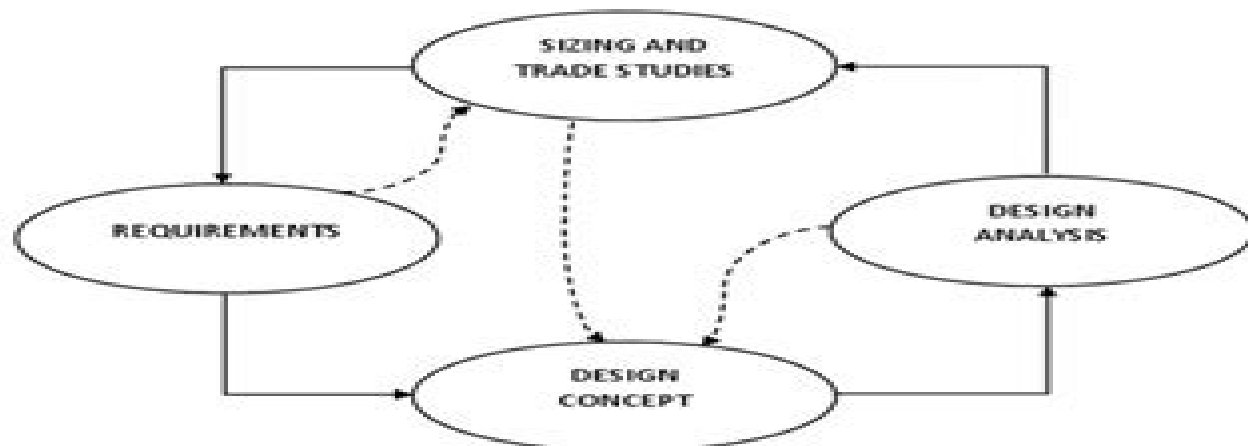 SIZING AND
TRADE STUDIES
REQUIREMENTS
DESIGN
ANALYSIS
DESIGN
CONCEPT